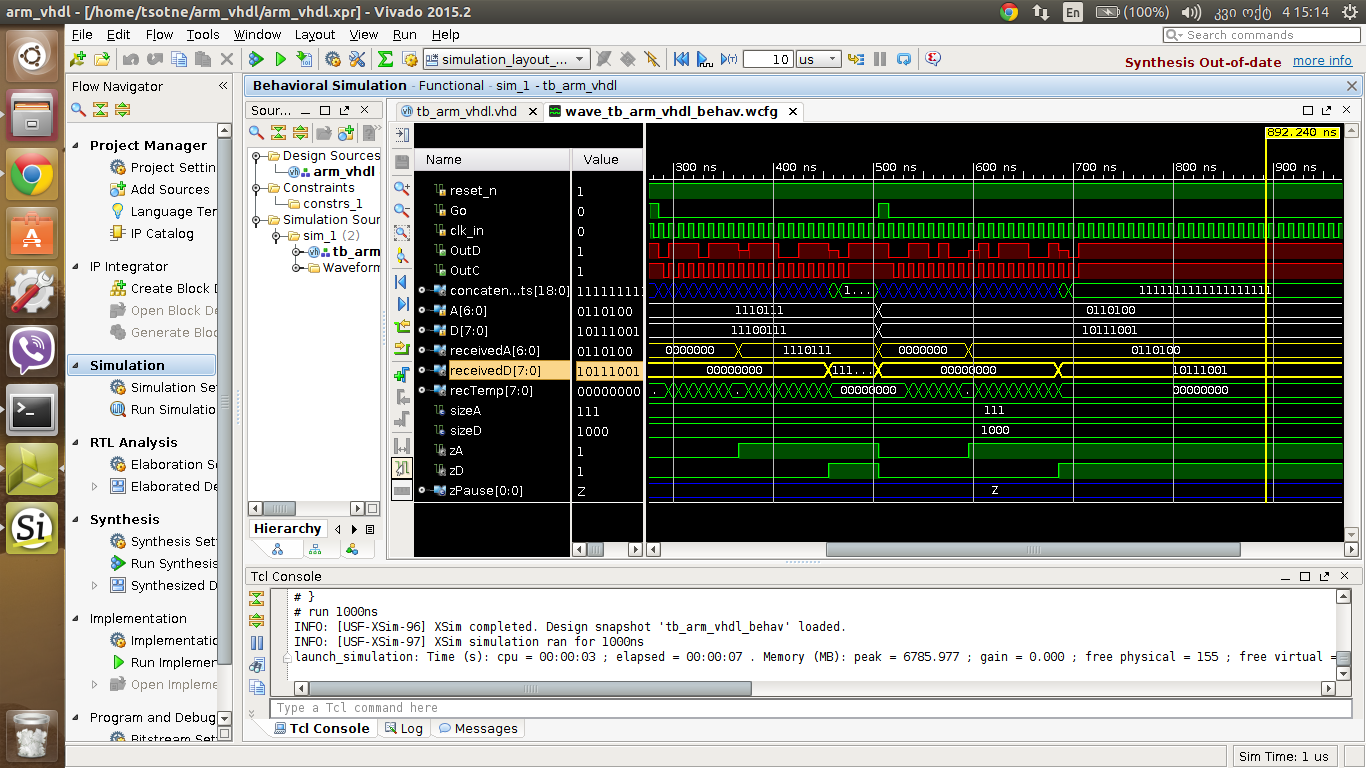 arm_vhdl - [/home/tsotne/arm_vhdl/arm_vhdl.xpr] - Vivado 2015.2
En (100%) კვი ოქტ 4 15:14
File Edit Flow Tools Window Layout View Run Help
Search commands
simulation_layout_...
10 us
Synthesis Out-of-date more info
Flow Navigator
Project Manager
Project Settin
Add Sources
Language Ter
IP Catalog
IP Integrator
Create Block D
Open Block De
Generate Bloc
Simulation
Simulation Se
Run Simulatio
RTL Analysis
Elaboration Se
Elaborated De
Synthesis
Synthesis Set
Run Synthesis
Synthesized D
Implementation
Implementatio
Run Implemer
Open Impleme
Program and Debug
Bitstream Sett
Behavioral Simulation - Functional - sim_1 - tb_arm_vhdl
Sour...
Design Sources
arm_vhdl
Constraints
constrs_1
Simulation Sour
sim_1 (2)
tb_arm
Waveform
Hierarchy
tb_arm_vhdl.vhd
wave_tb_arm_vhdl_behav.wcfg
Name Value
892.240 ns
300 ns 400 ns 500 ns 600 ns 700 ns 800 ns 900 ns
reset_n 1
Go 0
clk_in 0
OutD 1
OutC 1
concaten...ts[18:0] 111111111 1... 1111111111111111111
A[6:0] 0110100 1110111 0110100
D[7:0] 10111001 11100111 10111001
receivedA[6:0] 0110100 0000000 1110111 0000000 0110100
receivedD[7:0] 10111001 00000000 111... 00000000 10111001
recTemp[7:0] 00000000 . . 00000000 . 00000000
sizeA 111 111
sizeD 1000 1000
zA 1
zD 1
zPause[0:0] Z Z
Tcl Console
# }
# run 1000ns
INFO: [USF-XSim-96] XSim completed. Design snapshot 'tb_arm_vhdl_behav' loaded.
INFO: [USF-XSim-97] XSim simulation ran for 1000ns
launch_simulation: Time (s): cpu = 00:00:03 ; elapsed = 00:00:07 . Memory (MB): peak = 6785.977 ; gain = 0.000 ; free physical = 155 ; free virtual =
Type a Tcl command here
Tcl Console Log Messages
Sim Time: 1 us